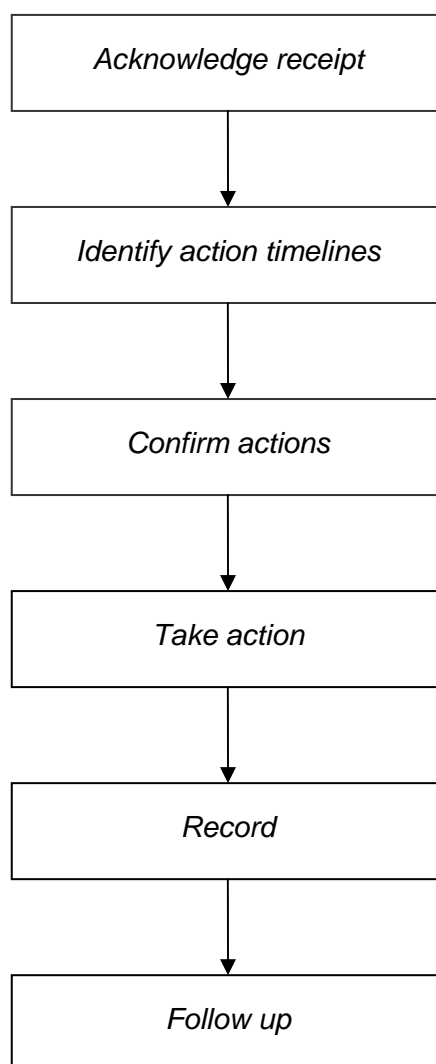 Acknowledge receipt
Identify action timelines
Confirm actions
Take action
Record
Follow up